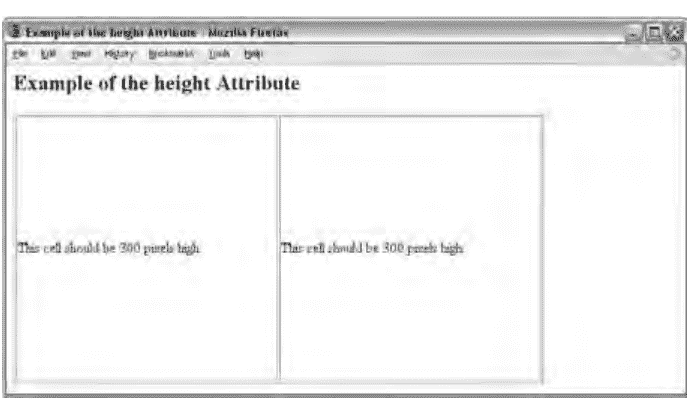 Example of the height Attribute - Mozilla Firefox
File Edit View History Bookmarks Tools Help
Example of the height Attribute
This cell should be 300 pixels high. This cell should be 300 pixels high.